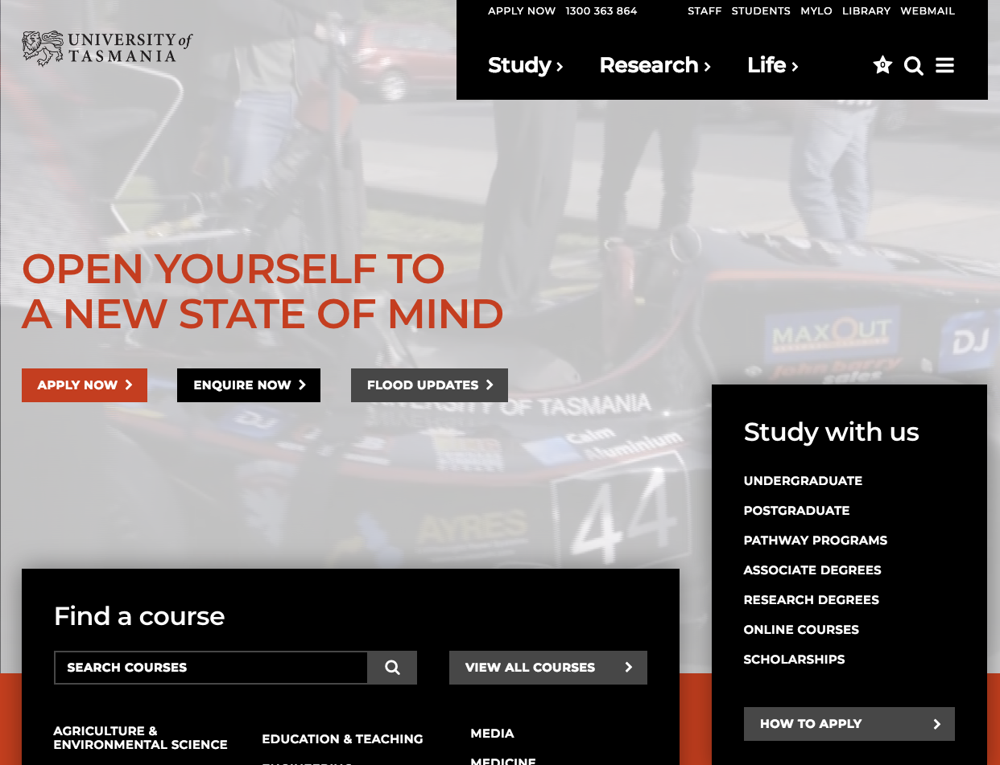 APPLY NOW 1300 363 864 STAFF STUDENTS MYLO LIBRARY WEBMAIL
UNIVERSITY of
TASMANIA
Study Research Life 0
OPEN YOURSELF TO
A NEW STATE OF MIND
APPLY NOW ENQUIRE NOW FLOOD UPDATES
MAXOUT
DJ
John barry
sales
UNIVERSITY OF TASMANIA
DJ
Calm
Aluminium
44
AYRES
Study with us
UNDERGRADUATE
POSTGRADUATE
PATHWAY PROGRAMS
ASSOCIATE DEGREES
RESEARCH DEGREES
ONLINE COURSES
SCHOLARSHIPS
HOW TO APPLY
Find a course
SEARCH COURSES VIEW ALL COURSES
AGRICULTURE &
ENVIRONMENTAL SCIENCE
EDUCATION & TEACHING
ENGINEERING
MEDIA
MEDICINE